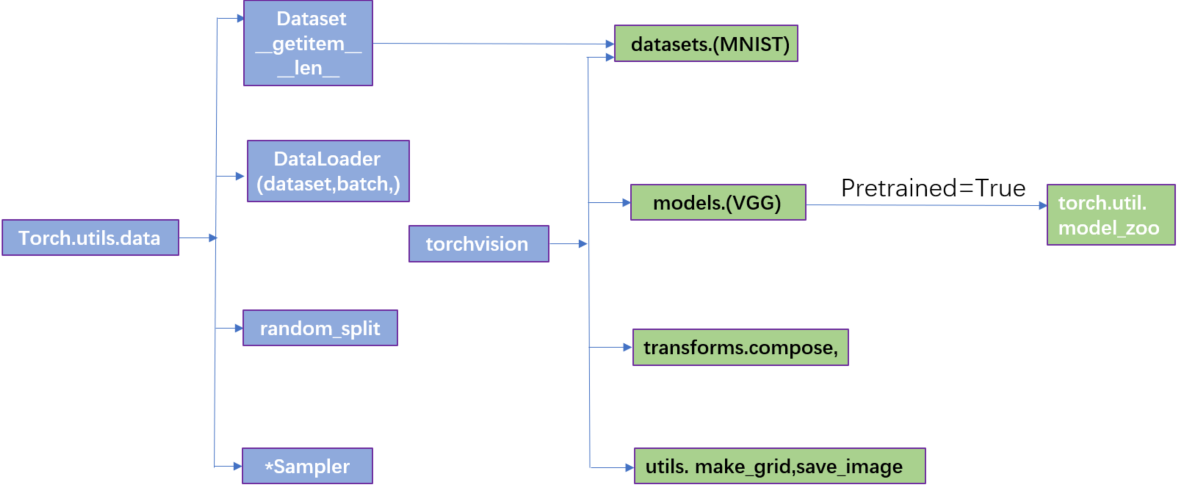 Torch.utils.data
Dataset
__getitem__
__len__
DataLoader
(dataset,batch,)
random_split
*Sampler
torchvision
datasets.(MNIST)
models.(VGG)
Pretrained=True
torch.util.
model_zoo
transforms.compose,
utils. make_grid,save_image